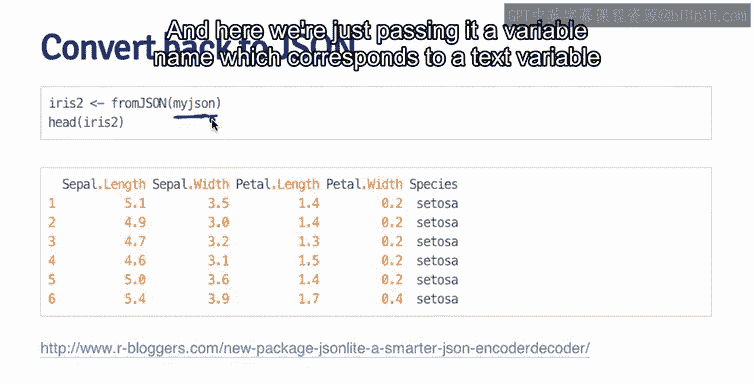 And here we're just passing it a variable
name which corresponds to a text variable
Convert back to JSON
iris2 <- fromJSON(myjson)
head(iris2)
Sepal.Length Sepal.Width Petal.Length Petal.Width Species
1 5.1 3.5 1.4 0.2 setosa
2 4.9 3.0 1.4 0.2 setosa
3 4.7 3.2 1.3 0.2 setosa
4 4.6 3.1 1.5 0.2 setosa
5 5.0 3.6 1.4 0.2 setosa
6 5.4 3.9 1.7 0.4 setosa
http://www.r-bloggers.com/new-package-jsonlite-a-smarter-json-encoderdecoder/